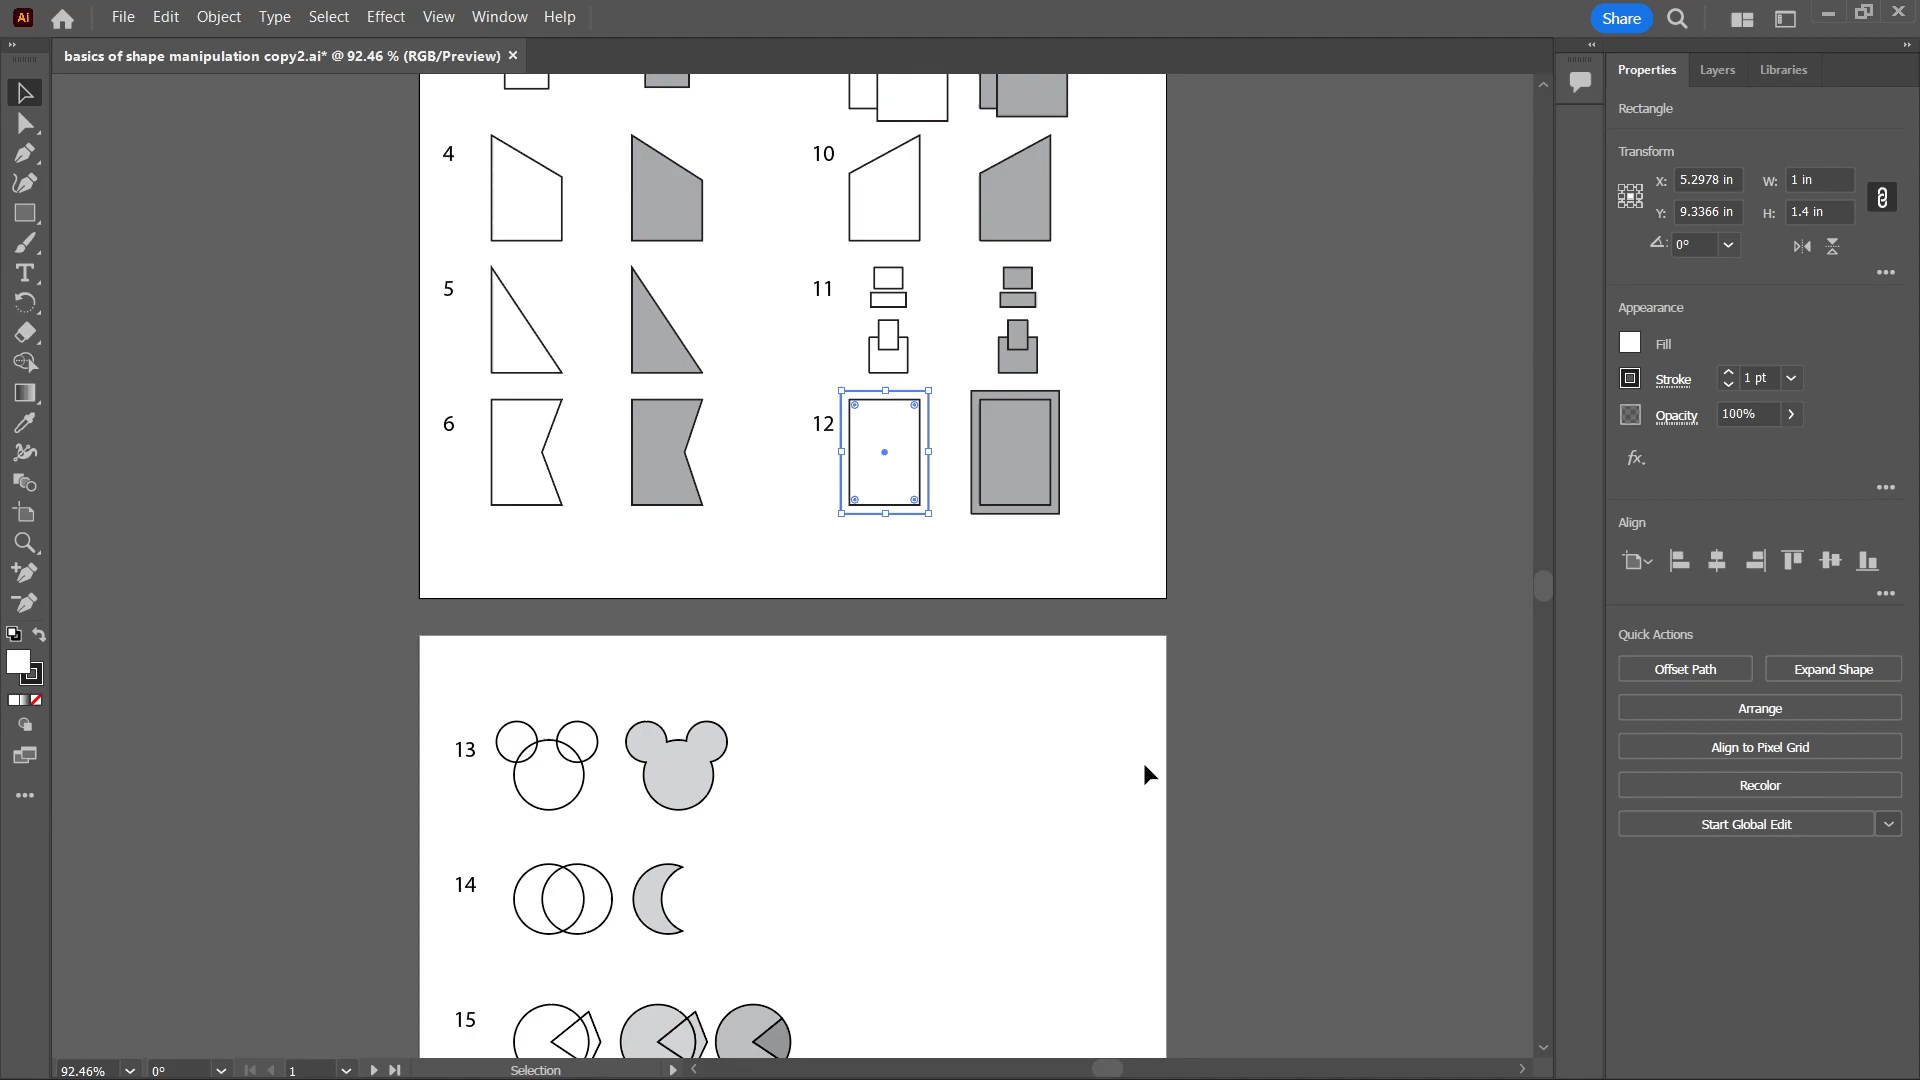 Ai File Edit Object Type Select Effect View Window Help Share
basics of shape manipulation copy2.ai* @ 92.46 % (RGB/Preview) ×
4
10
5
11
6
12
13
14
15
Properties Layers Libraries
Rectangle
Transform
X: 5.2978 in W: 1 in
Y: 9.3366 in H: 1.4 in
0°
Appearance
Fill
Stroke 1 pt
Opacity 100%
fx
Align
Quick Actions
Offset Path Expand Shape
Arrange
Align to Pixel Grid
Recolor
Start Global Edit
92.46% 0° 1 Selection